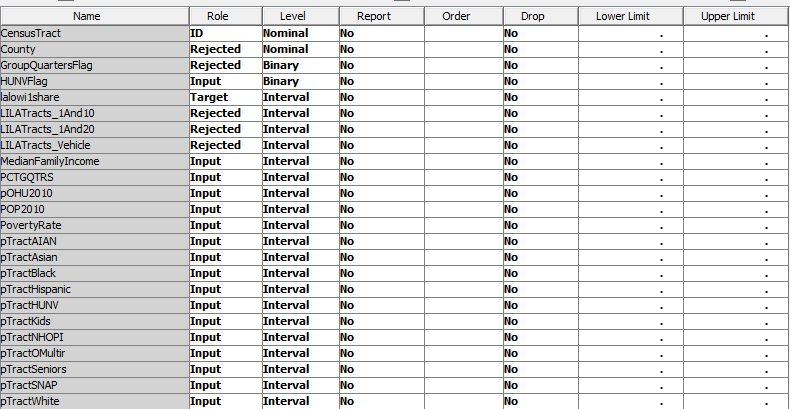 Name Role Level Report Order Drop Lower Limit Upper Limit
CensusTract ID Nominal No No . .
County Rejected Nominal No No . .
GroupQuartersFlag Rejected Binary No No . .
HUNVFlag Input Binary No No . .
lalowi1share Target Interval No No . .
LILATracts_1And10 Rejected Interval No No . .
LILATracts_1And20 Rejected Interval No No . .
LILATracts_Vehicle Rejected Interval No No . .
MedianFamilyIncome Input Interval No No . .
PCTGQTRS Input Interval No No . .
pOHU2010 Input Interval No No . .
POP2010 Input Interval No No . .
PovertyRate Input Interval No No . .
pTractAIAN Input Interval No No . .
pTractAsian Input Interval No No . .
pTractBlack Input Interval No No . .
pTractHispanic Input Interval No No . .
pTractHUNV Input Interval No No . .
pTractKids Input Interval No No . .
pTractNHOPI Input Interval No No . .
pTractOMultir Input Interval No No . .
pTractSeniors Input Interval No No . .
pTractSNAP Input Interval No No . .
pTractWhite Input Interval No No . .